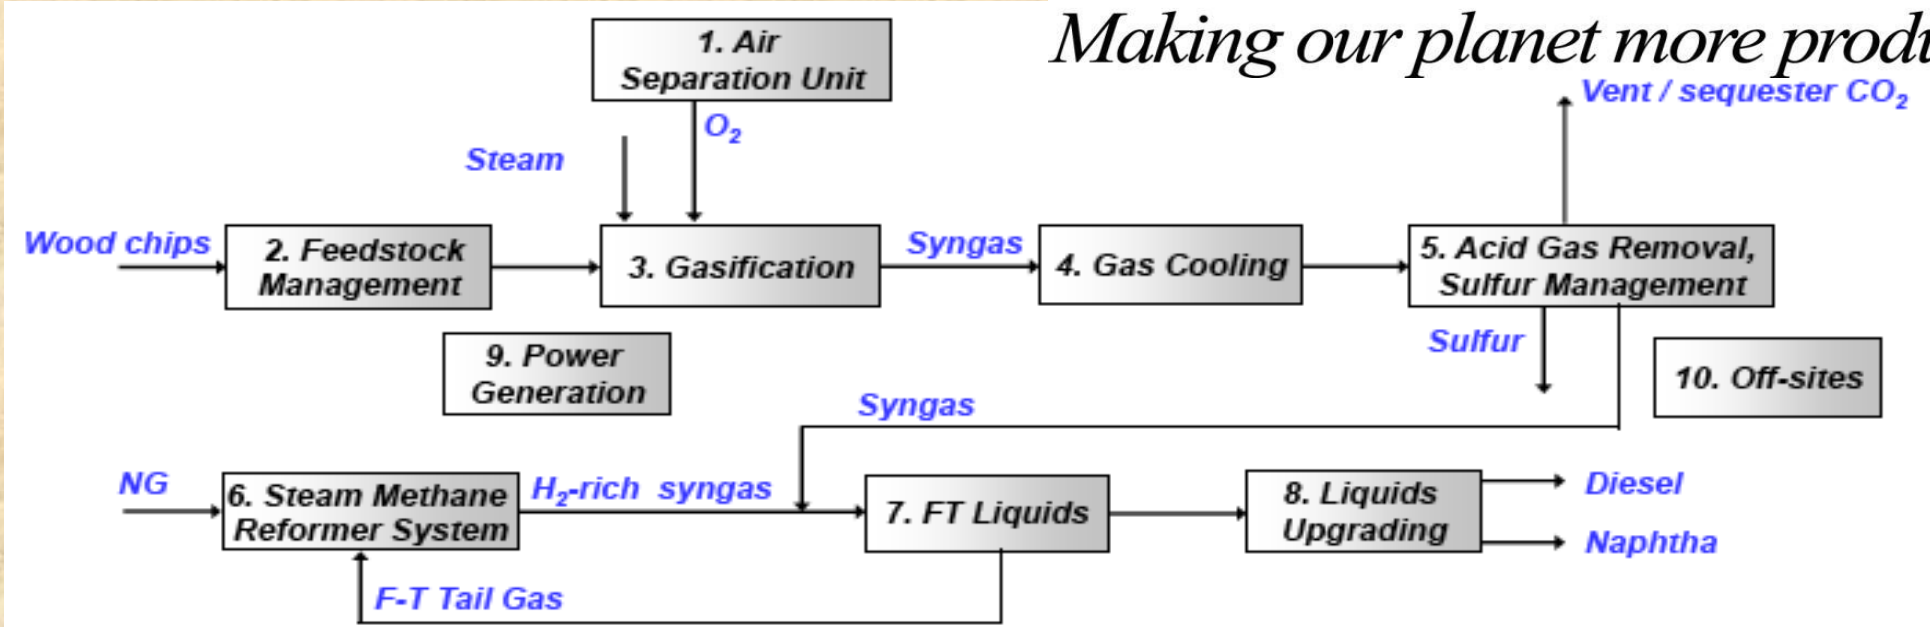 Making our planet more produ
1. Air
Separation Unit
Vent / sequester CO₂
O₂
Steam
Wood chips
2. Feedstock
Management
3. Gasification
Syngas
4. Gas Cooling
5. Acid Gas Removal,
Sulfur Management
Sulfur
9. Power
Generation
10. Off-sites
Syngas
NG
6. Steam Methane
Reformer System
H₂-rich syngas
7. FT Liquids
8. Liquids
Upgrading
Diesel
Naphtha
F-T Tail Gas